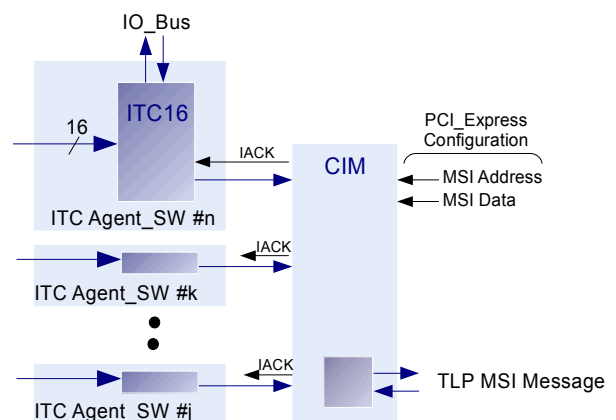 IO_Bus
ITC16
16
PCI_Express
Configuration
IACK
CIM
MSI Address
MSI Data
ITC Agent_SW #n
IACK
ITC Agent_SW #k
IACK
TLP MSI Message
ITC Agent_SW #j